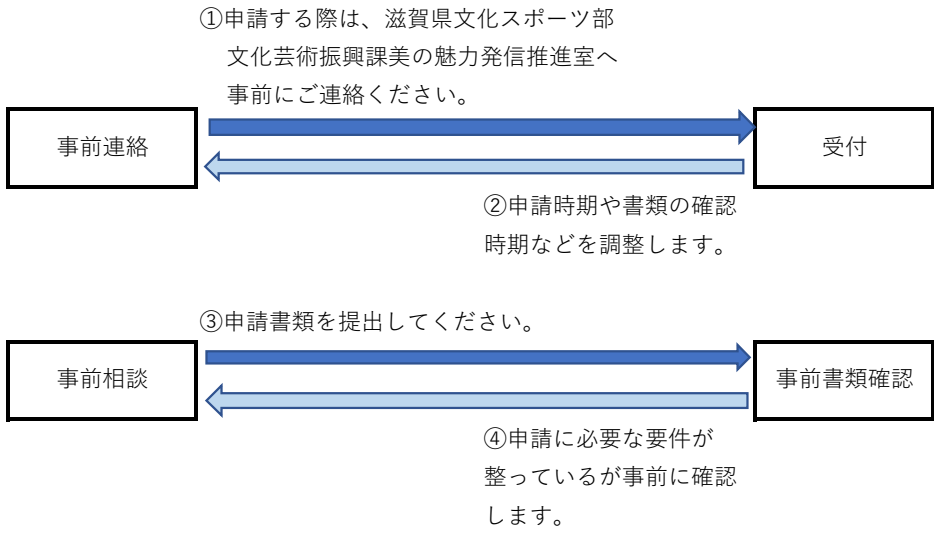 ①申請する際は、滋賀県文化スポーツ部
文化芸術振興課美の魅力発信推進室へ
事前にご連絡ください。
事前連絡
受付
②申請時期や書類の確認
時期などを調整します。
③申請書類を提出してください。
事前相談
事前書類確認
④申請に必要な要件が
整っているが事前に確認
します。